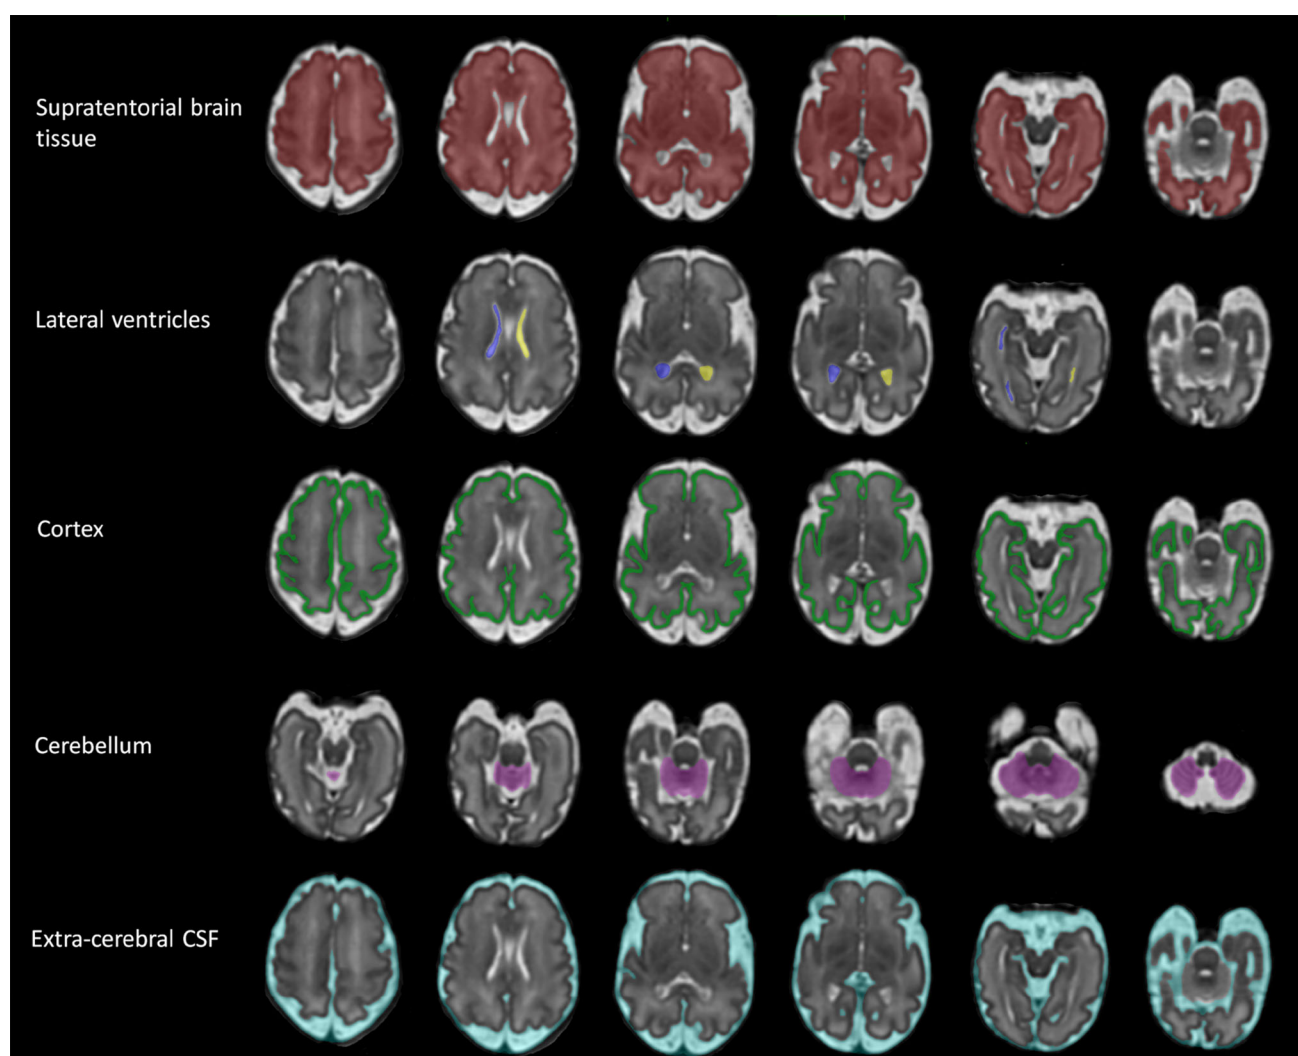 Supratentorial brain
tissue
Lateral ventricles
Cortex
Cerebellum
Extra-cerebral CSF